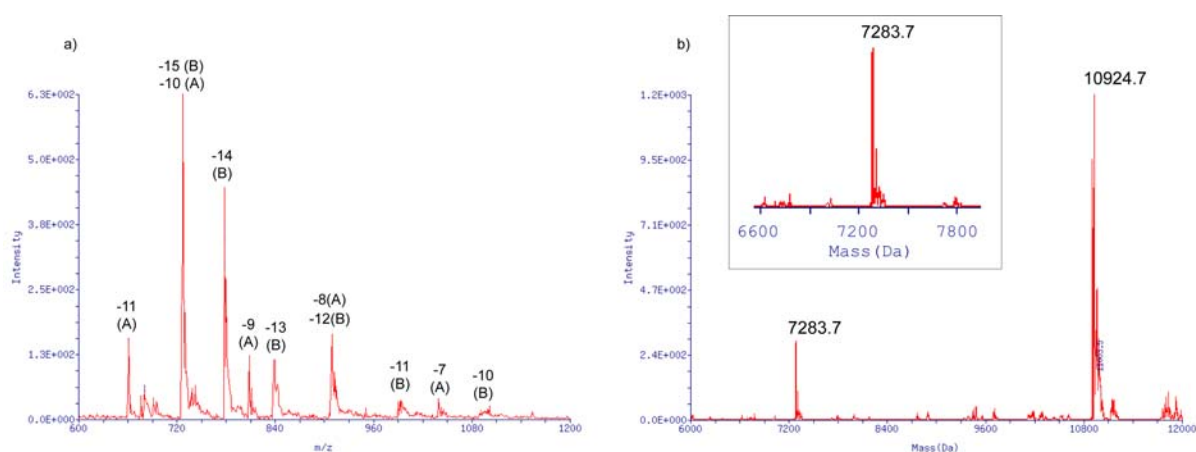 a)
-15 (B)
-10 (A)
6.3E+002
5.0E+002
3.8E+002
2.5E+002
1.3E+002
0.0E+000
Intensity
-14
(B)
-11
(A)
-9
(A)
-13
(B)
-8(A)
-12(B)
-11
(B)
-7
(A)
-10
(B)
600
720
840
960
1080
1200
m/z
b)
7283.7
6600
7200
7800
Mass(Da)
10924.7
1.2E+003
9.5E+002
7.1E+002
4.7E+002
2.4E+002
0.0E+000
Intensity
7283.7
6000
7200
8400
9600
10800
12000
Mass(Da)